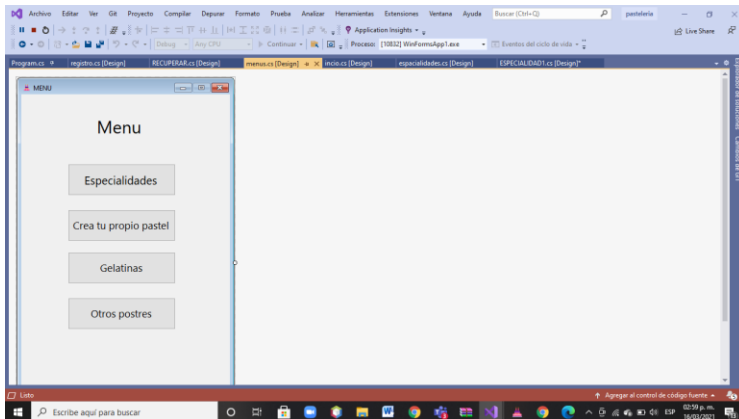 Archivo Editar Ver Git Proyecto Compilar Depurar Formato Prueba Analizar Herramientas Extensiones Ventana Ayuda Buscar (Ctrl+Q) pasteleria
Application Insights Live Share
Debug Any CPU Continuar Proceso: [10832] WinFormsApp1.exe Eventos del ciclo de vida
Program.cs registro.cs [Design] RECUPERAR.cs [Design] menus.cs [Design] incio.cs [Design] espacialidades.cs [Design] ESPECIALIDAD1.cs [Design]*
MENU
Menu
Especialidades
Crea tu propio pastel
Gelatinas
Otros postres
Listo Agregar al control de código fuente
Escribe aquí para buscar ESP 02:59 p. m.
16/03/2021